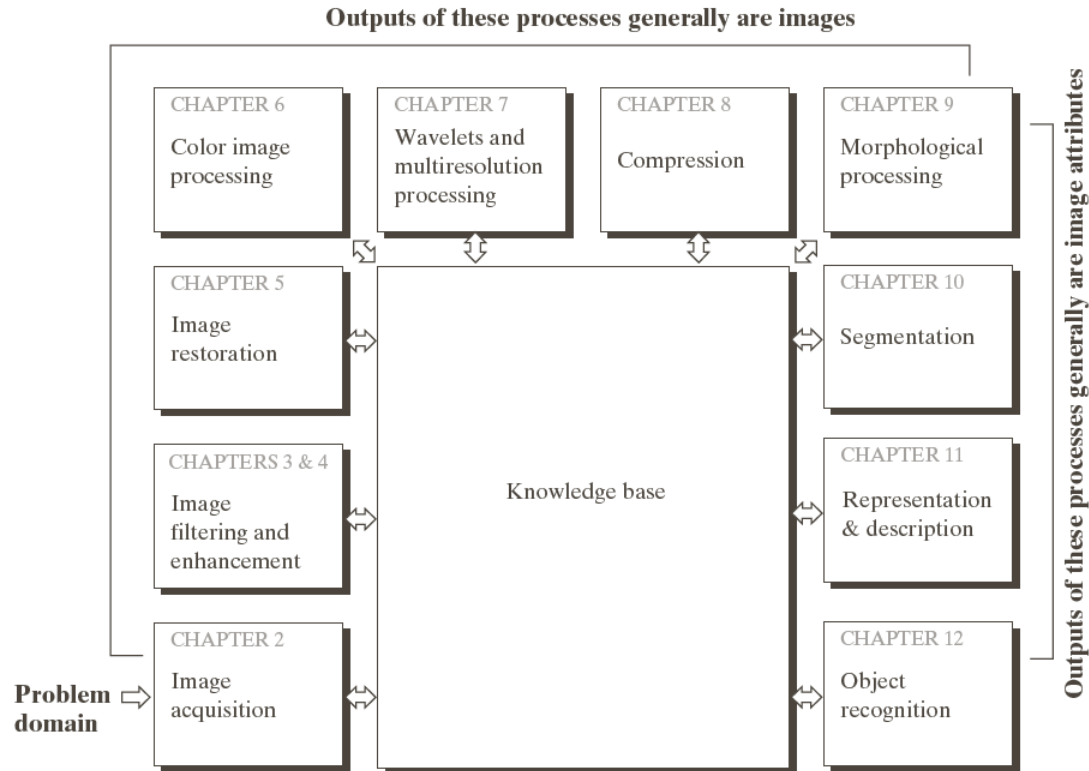 Outputs of these processes generally are images
CHAPTER 6
Color image
processing
CHAPTER 7
Wavelets and
multiresolution
processing
CHAPTER 8
Compression
CHAPTER 9
Morphological
processing
CHAPTER 5
Image
restoration
CHAPTER 10
Segmentation
CHAPTERS 3 & 4
Image
filtering and
enhancement
Knowledge base
CHAPTER 11
Representation
& description
CHAPTER 2
Image
acquisition
CHAPTER 12
Object
recognition
Problem
domain
Outputs of these processes generally are image attributes